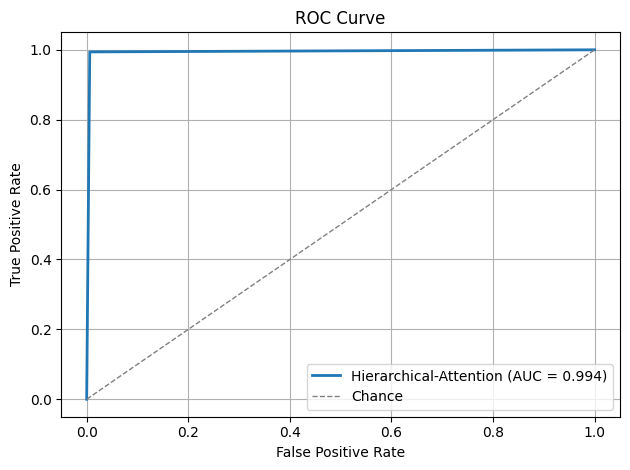 ROC Curve
True Positive Rate
1.0
0.8
0.6
0.4
0.2
0.0
Hierarchical-Attention (AUC = 0.994)
Chance
0.0 0.2 0.4 0.6 0.8 1.0
False Positive Rate